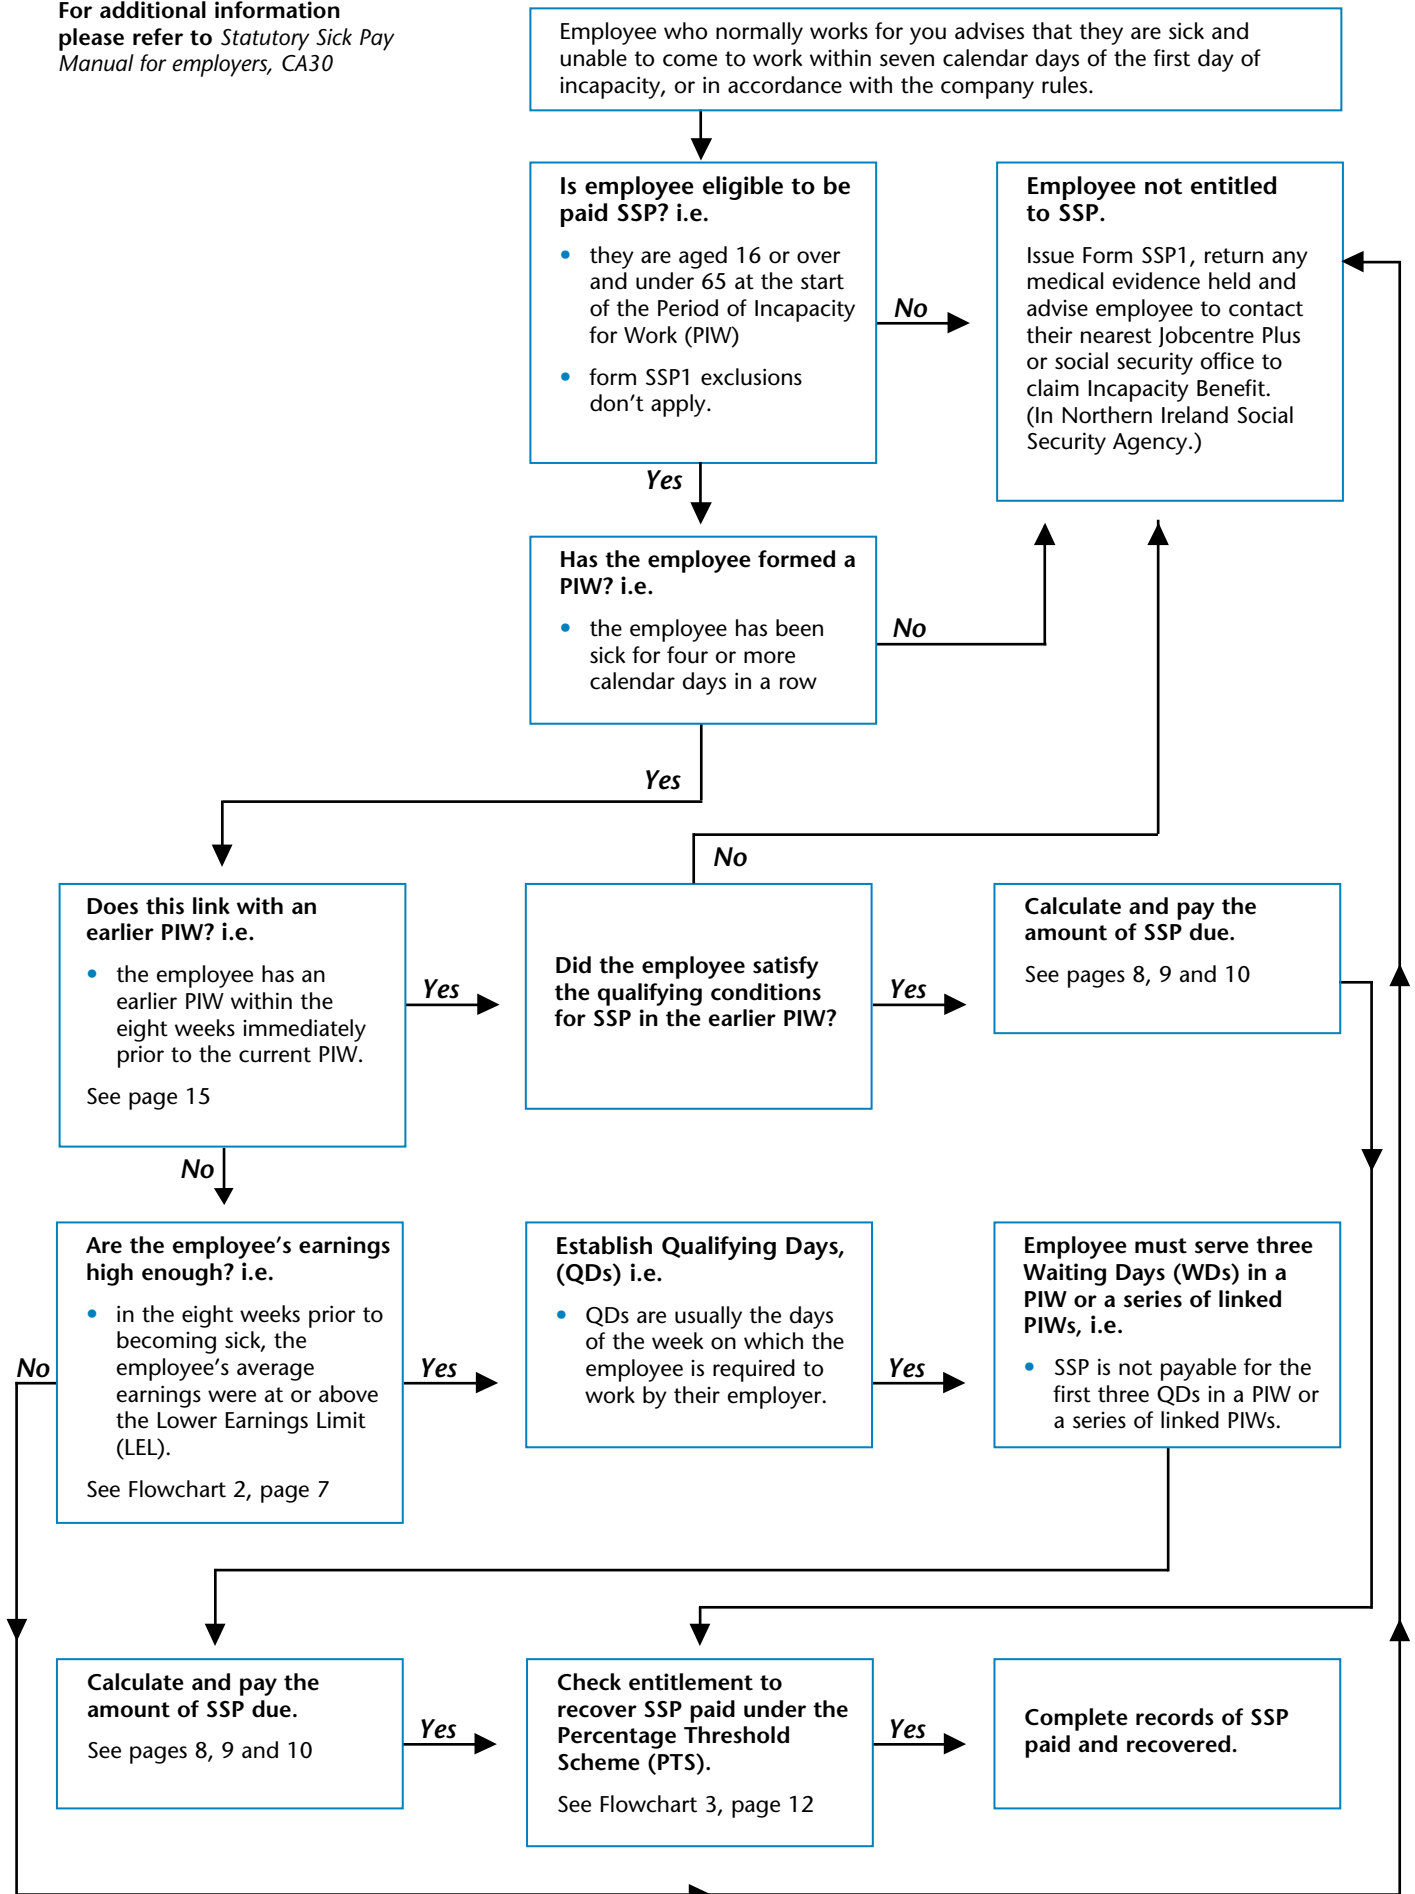 For additional information
please refer to Statutory Sick Pay
Manual for employers, CA30
Employee who normally works for you advises that they are sick and
unable to come to work within seven calendar days of the first day of
incapacity, or in accordance with the company rules.
Is employee eligible to be
paid SSP? i.e.
• they are aged 16 or over
and under 65 at the start
of the Period of Incapacity
for Work (PIW)
• form SSP1 exclusions
don't apply.
No
Employee not entitled
to SSP.
Issue Form SSP1, return any
medical evidence held and
advise employee to contact
their nearest Jobcentre Plus
or social security office to
claim Incapacity Benefit.
(In Northern Ireland Social
Security Agency.)
Yes
Has the employee formed a
PIW? i.e.
• the employee has been
sick for four or more
calendar days in a row
No
Yes
Does this link with an
earlier PIW? i.e.
• the employee has an
earlier PIW within the
eight weeks immediately
prior to the current PIW.
See page 15
Yes
No
Did the employee satisfy
the qualifying conditions
for SSP in the earlier PIW?
Yes
Calculate and pay the
amount of SSP due.
See pages 8, 9 and 10
No
Are the employee's earnings
high enough? i.e.
• in the eight weeks prior to
becoming sick, the
employee's average
earnings were at or above
the Lower Earnings Limit
(LEL).
See Flowchart 2, page 7
No
Yes
Establish Qualifying Days,
(QDs) i.e.
• QDs are usually the days
of the week on which the
employee is required to
work by their employer.
Yes
Employee must serve three
Waiting Days (WDs) in a
PIW or a series of linked
PIWs, i.e.
• SSP is not payable for the
first three QDs in a PIW or
a series of linked PIWs.
Calculate and pay the
amount of SSP due.
See pages 8, 9 and 10
Yes
Check entitlement to
recover SSP paid under the
Percentage Threshold
Scheme (PTS).
See Flowchart 3, page 12
Yes
Complete records of SSP
paid and recovered.